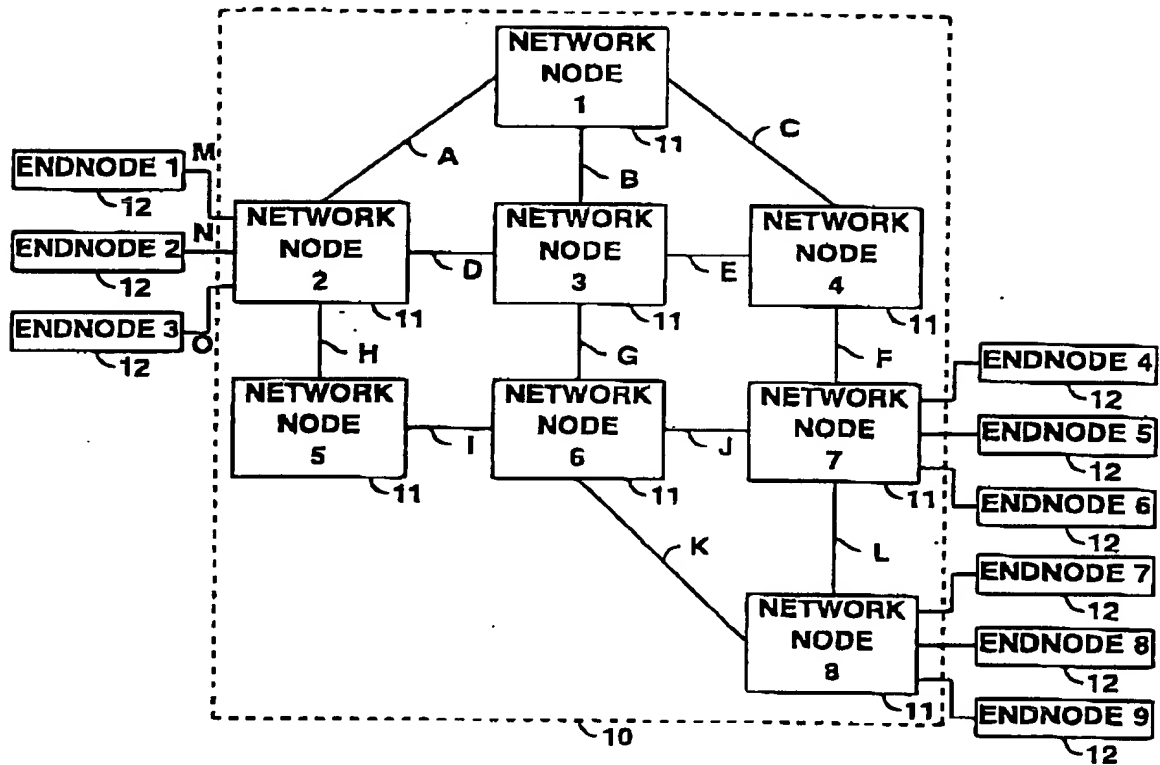 NETWORK
NODE
1
11
A
B
C
ENDNODE 1
12
M
ENDNODE 2
12
N
ENDNODE 3
12
O
NETWORK
NODE
2
11
D
NETWORK
NODE
3
11
E
NETWORK
NODE
4
11
H
G
F
NETWORK
NODE
5
11
I
NETWORK
NODE
6
11
J
NETWORK
NODE
7
11
ENDNODE 4
12
ENDNODE 5
12
ENDNODE 6
12
K
L
NETWORK
NODE
8
11
ENDNODE 7
12
ENDNODE 8
12
ENDNODE 9
12
10